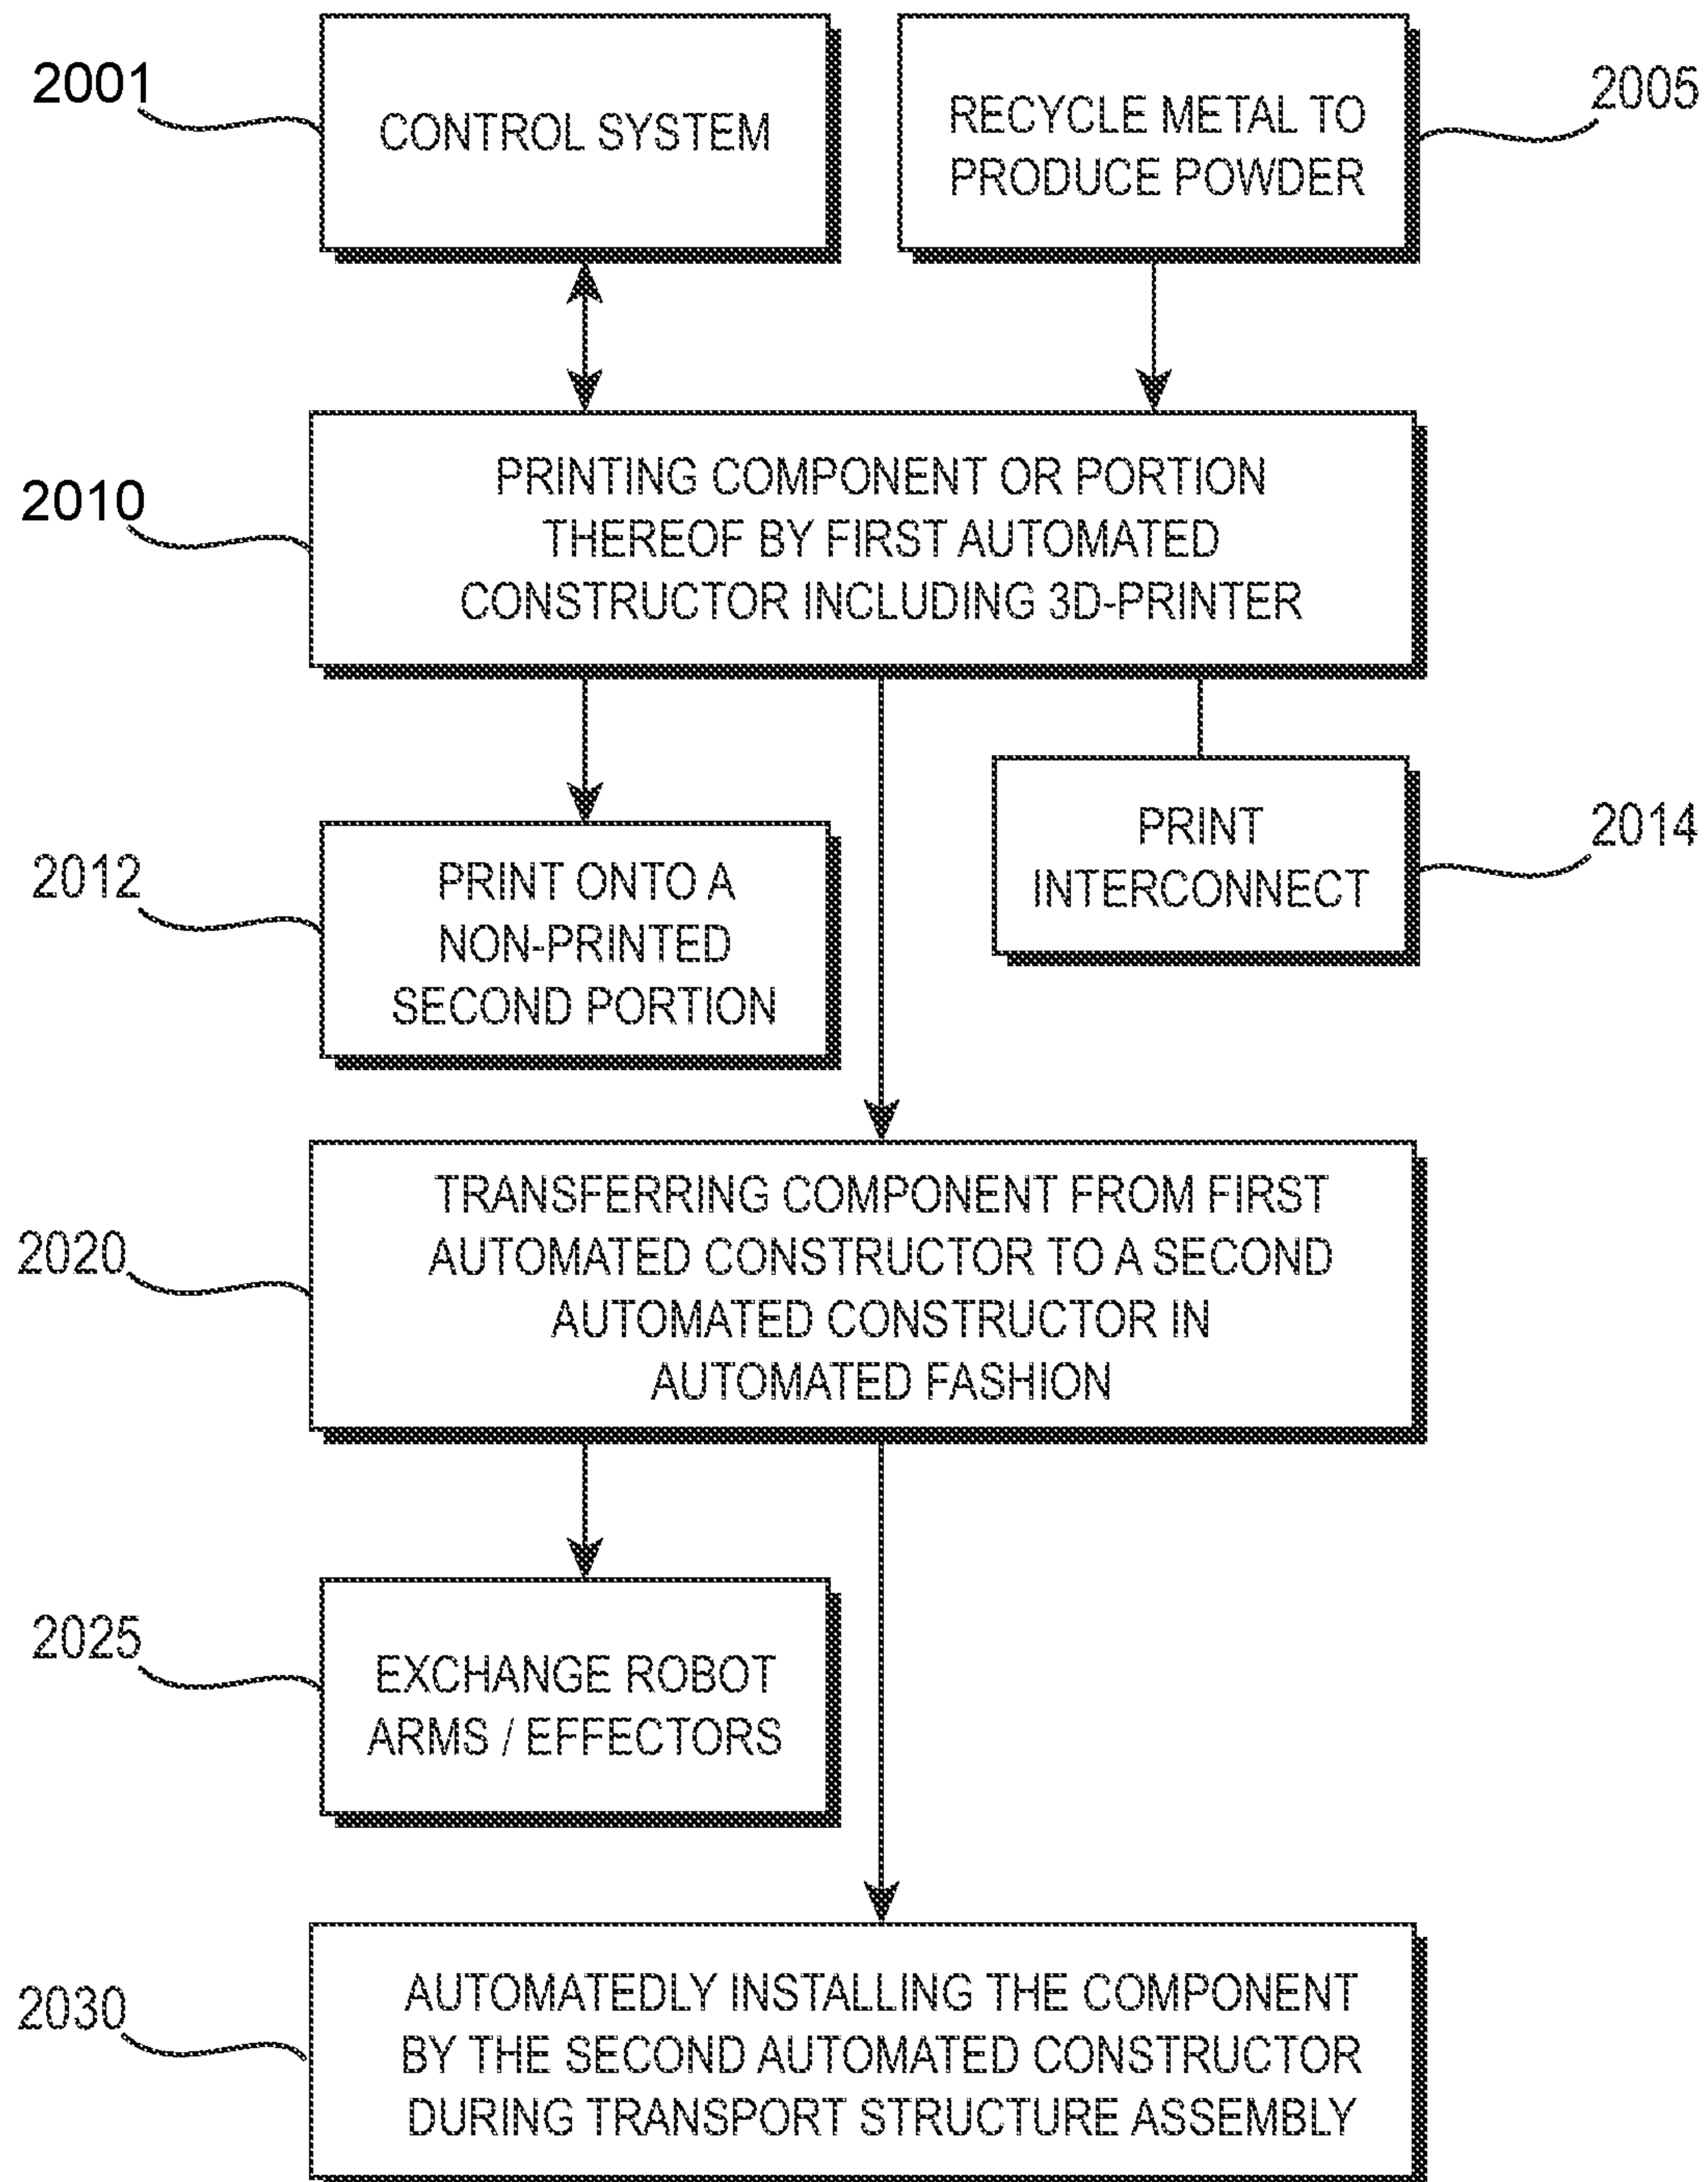 2001
CONTROL SYSTEM
RECYCLE METAL TO
PRODUCE POWDER
2005
2010
PRINTING COMPONENT OR PORTION
THEREOF BY FIRST AUTOMATED
CONSTRUCTOR INCLUDING 3D-PRINTER
2012
PRINT ONTO A
NON-PRINTED
SECOND PORTION
PRINT
INTERCONNECT
2014
2020
TRANSFERRING COMPONENT FROM FIRST
AUTOMATED CONSTRUCTOR TO A SECOND
AUTOMATED CONSTRUCTOR IN
AUTOMATED FASHION
2025
EXCHANGE ROBOT
ARMS / EFFECTORS
2030
AUTOMATEDLY INSTALLING THE COMPONENT
BY THE SECOND AUTOMATED CONSTRUCTOR
DURING TRANSPORT STRUCTURE ASSEMBLY